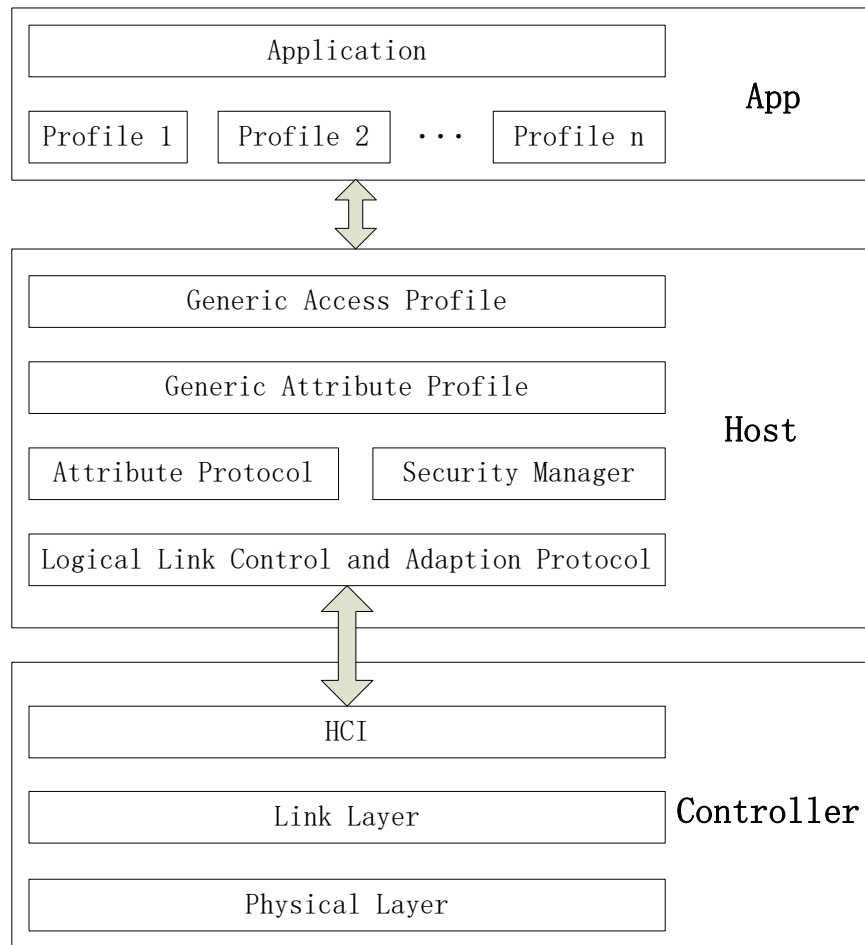 Application
App
Profile 1 Profile 2 ··· Profile n
Generic Access Profile
Generic Attribute Profile
Host
Attribute Protocol Security Manager
Logical Link Control and Adaption Protocol
HCI
Link Layer
Controller
Physical Layer